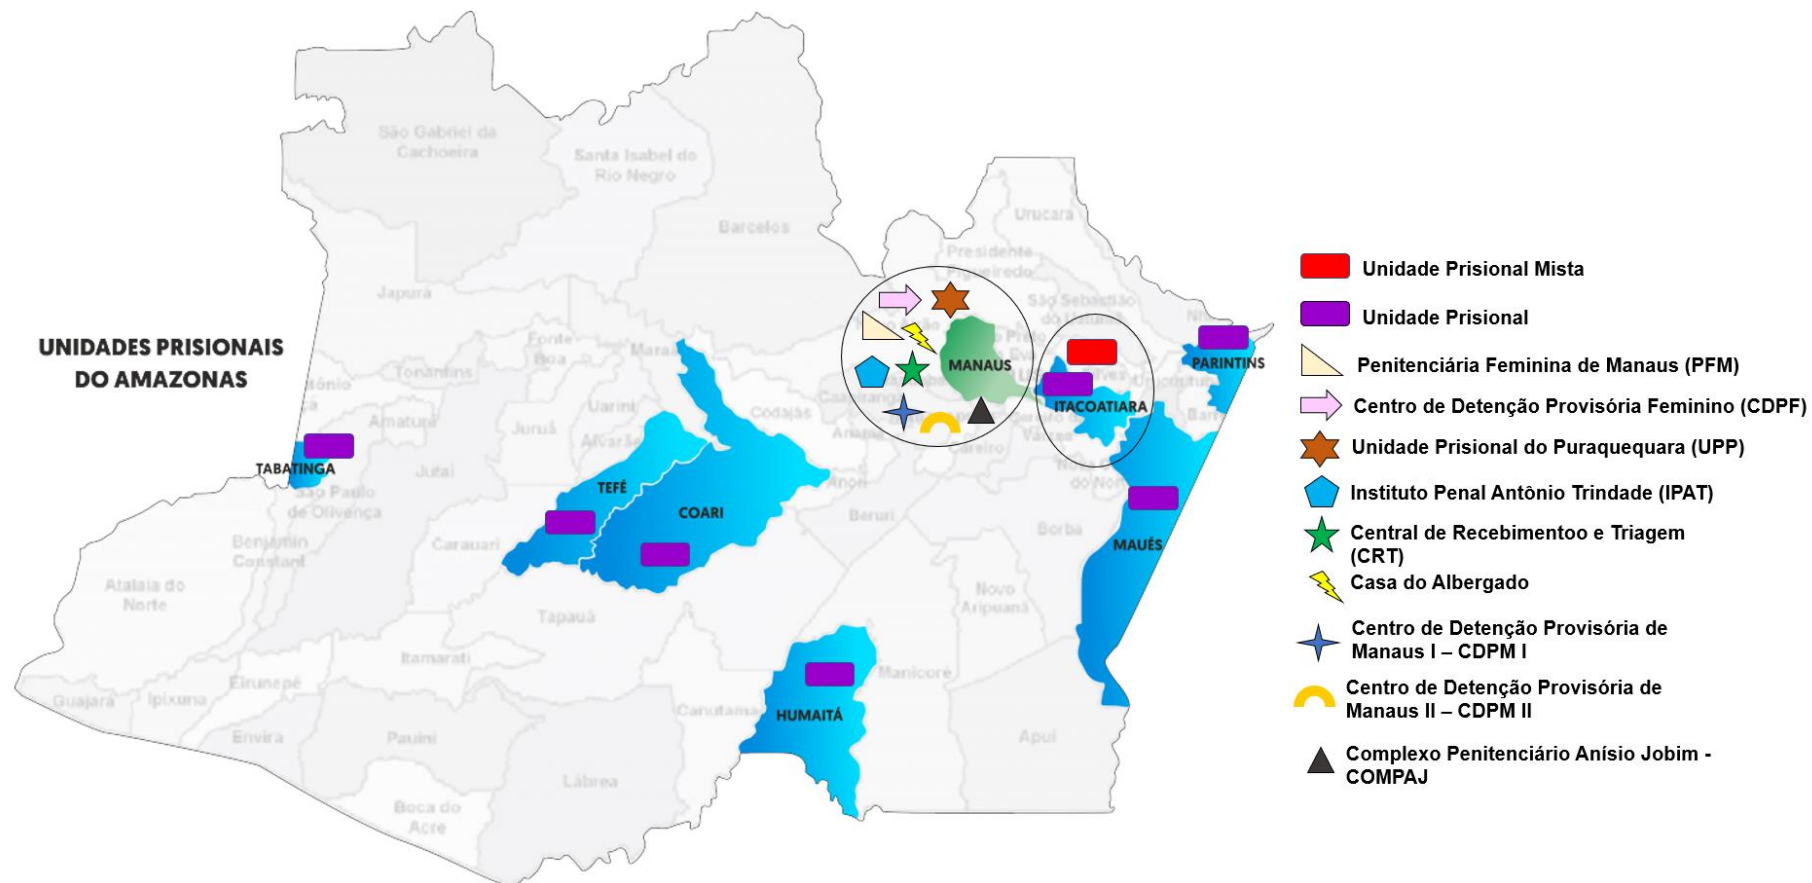 UNIDADES PRISIONAIS
DO AMAZONAS
São Gabriel da
Cachoeira
Santa Isabel do
Rio Negro
Barcelos
Japurá
Urucará
Presidente
Figueiredo
São Sebastião
MANAUS
PARINTINS
ITACOATIARA
Fonte
Boa
Tonantins
Uarini
Amaturá
Juruá
Jutaí
Codajás
Careiro
TABATINGA
São Paulo
de Olivença
TEFÉ
COARI
Beruri
Borba
MAUÉS
Benjamin
Constant
Carauari
Atalaia do
Norte
Tapauá
Novo
Aripuanã
Itamarati
Manicoré
Guajará
Ipixuna
Eirunepé
Canutama
HUMAITÁ
Envira
Pauini
Apuí
Lábrea
Boca do
Acre
Unidade Prisional Mista
Unidade Prisional
Penitenciária Feminina de Manaus (PFM)
Centro de Detenção Provisória Feminino (CDPF)
Unidade Prisional do Puraquequara (UPP)
Instituto Penal Antônio Trindade (IPAT)
Central de Recebimentoo e Triagem
(CRT)
Casa do Albergado
Centro de Detenção Provisória de
Manaus I – CDPM I
Centro de Detenção Provisória de
Manaus II – CDPM II
Complexo Penitenciário Anísio Jobim -
COMPAJ